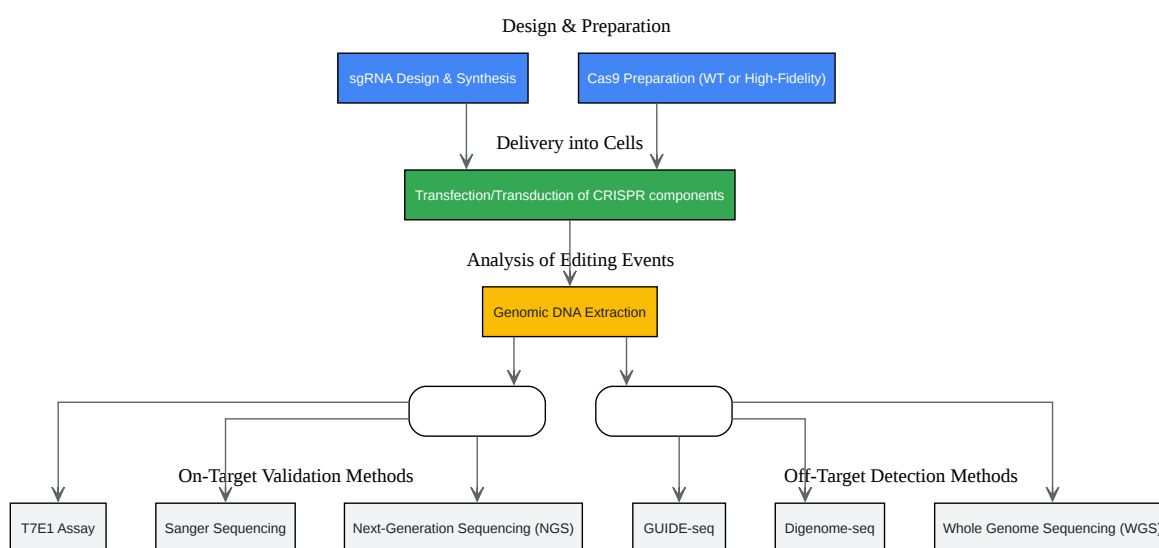 Design & Preparation
sgRNA Design & Synthesis
Cas9 Preparation (WT or High-Fidelity)
Delivery into Cells
Transfection/Transduction of CRISPR components
Analysis of Editing Events
Genomic DNA Extraction
On-Target Validation Methods
Off-Target Detection Methods
T7E1 Assay
Sanger Sequencing
Next-Generation Sequencing (NGS)
GUIDE-seq
Digenome-seq
Whole Genome Sequencing (WGS)